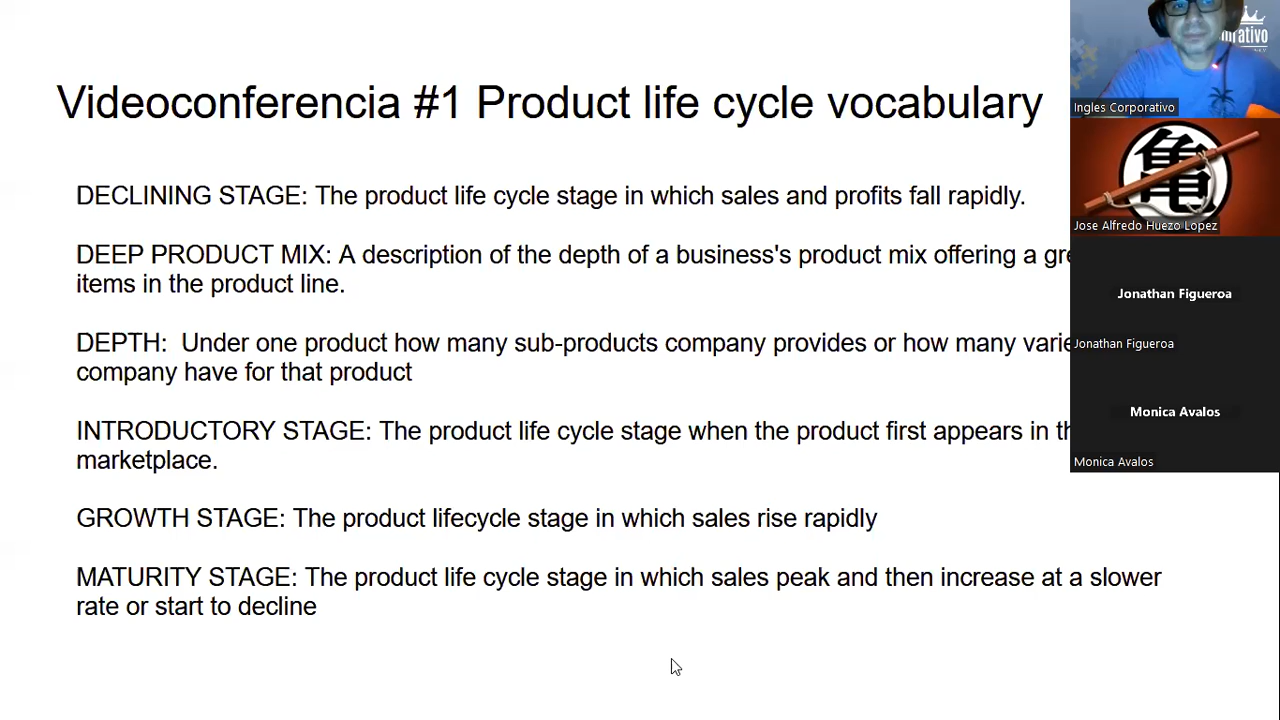 Videoconferencia #1 Product life cycle vocabulary
DECLINING STAGE: The product life cycle stage in which sales and profits fall rapidly.
DEEP PRODUCT MIX: A description of the depth of a business's product mix offering a
items in the product line.
DEPTH:  Under one product how many sub-products company provides or how many
company have for that product
INTRODUCTORY STAGE: The product life cycle stage when the product first appears in
marketplace.
GROWTH STAGE: The product lifecycle stage in which sales rise rapidly
MATURITY STAGE: The product life cycle stage in which sales peak and then increase at a slower
rate or start to decline
Ingles Corporativo
亀
Jose Alfredo Huezo Lopez
Jonathan Figueroa
Jonathan Figueroa
Monica Avalos
Monica Avalos